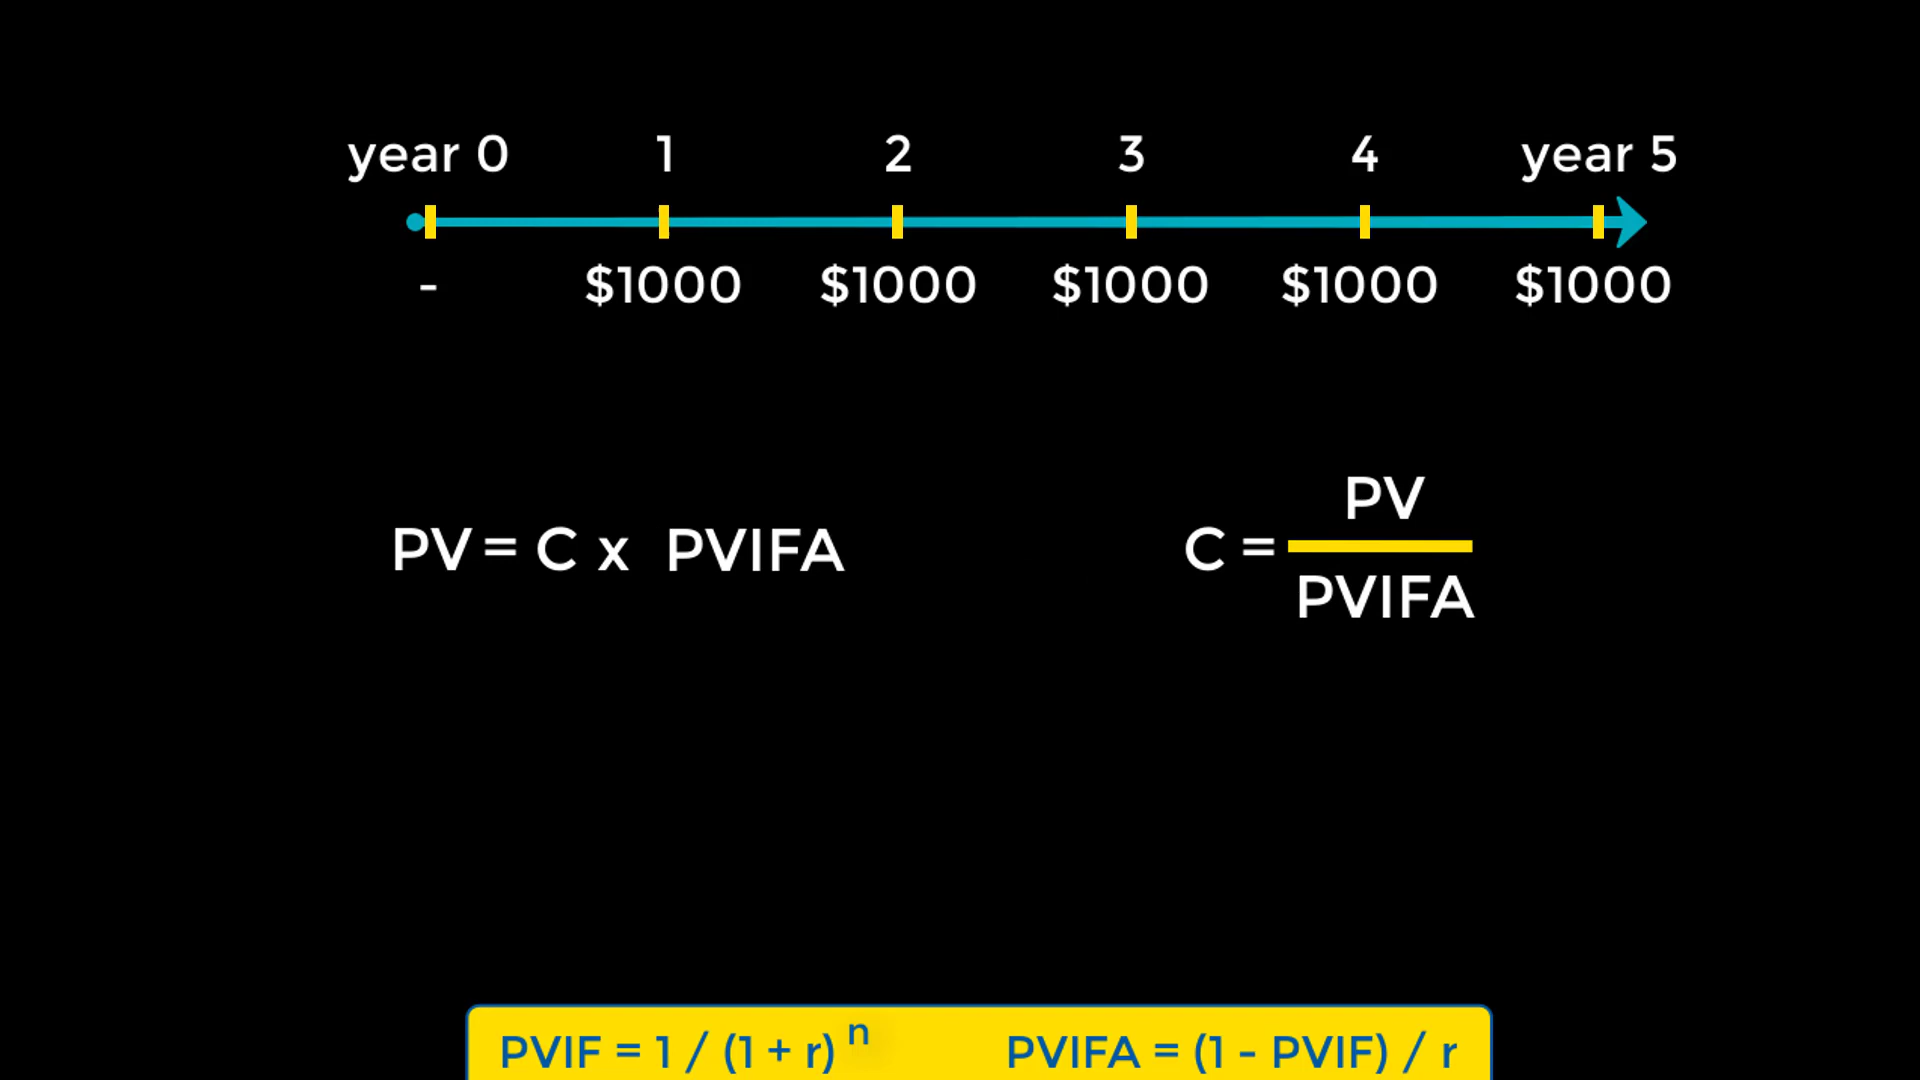 year 0 1 2 3 4 year 5
- $1000 $1000 $1000 $1000 $1000
PV = C x PVIFA
C = PV / PVIFA
PVIF = 1 / (1 + r)^n
PVIFA = (1 - PVIF) / r